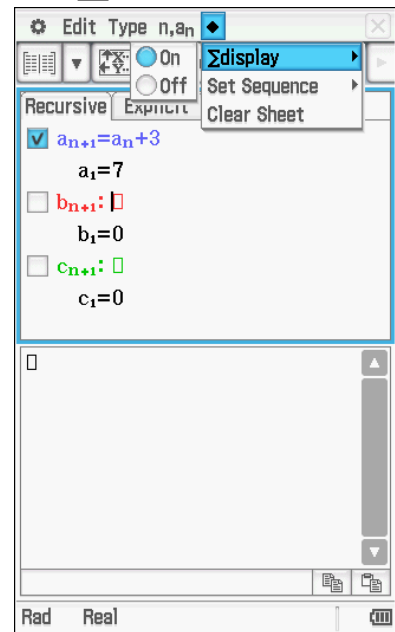 Edit Type n,aₙ ◆
On Σdisplay
Off Set Sequence
Clear Sheet
Recursive Explicit
aₙ₊₁=aₙ+3
a₁=7
bₙ₊₁:□
b₁=0
cₙ₊₁:□
c₁=0
Rad Real